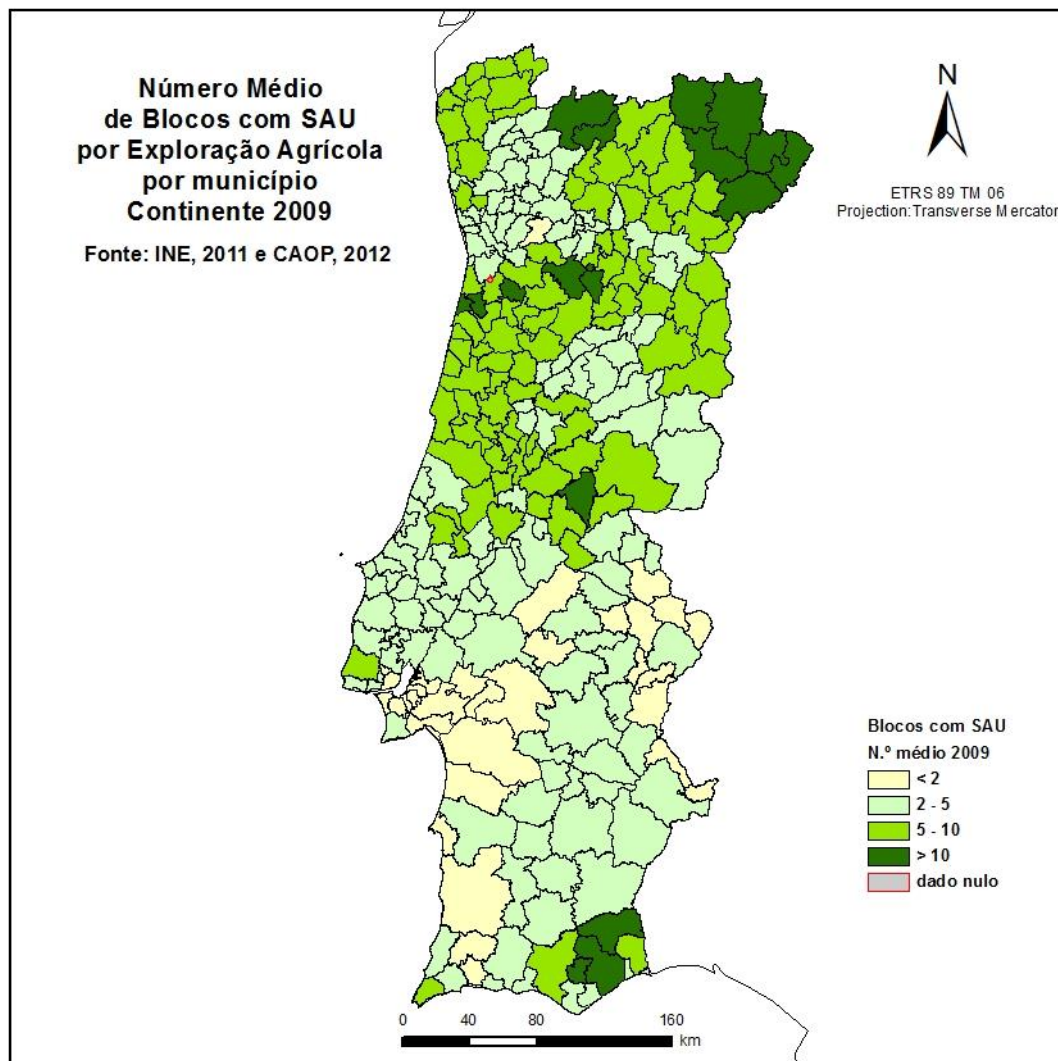 Número Médio
de Blocos com SAU
por Exploração Agrícola
por município
Continente 2009
Fonte: INE, 2011 e CAOP, 2012
N
ETRS 89 TM 06
Projection: Transverse Mercator
Blocos com SAU
N.º médio 2009
< 2
2 - 5
5 - 10
> 10
dado nulo
0 40 80 160
km